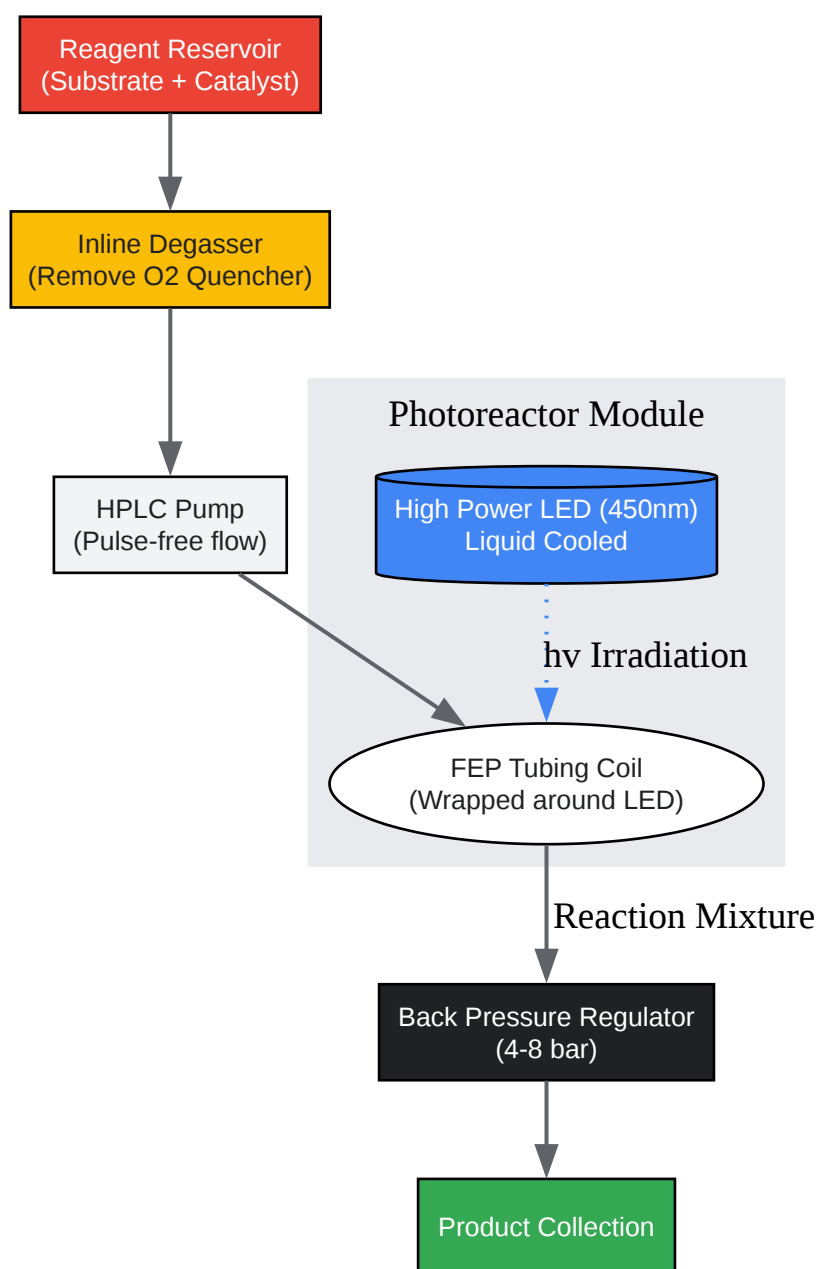 Reagent Reservoir
(Substrate + Catalyst)
Inline Degasser
(Remove O2 Quencher)
HPLC Pump
(Pulse-free flow)
Photoreactor Module
High Power LED (450nm)
Liquid Cooled
hv Irradiation
FEP Tubing Coil
(Wrapped around LED)
Reaction Mixture
Back Pressure Regulator
(4-8 bar)
Product Collection